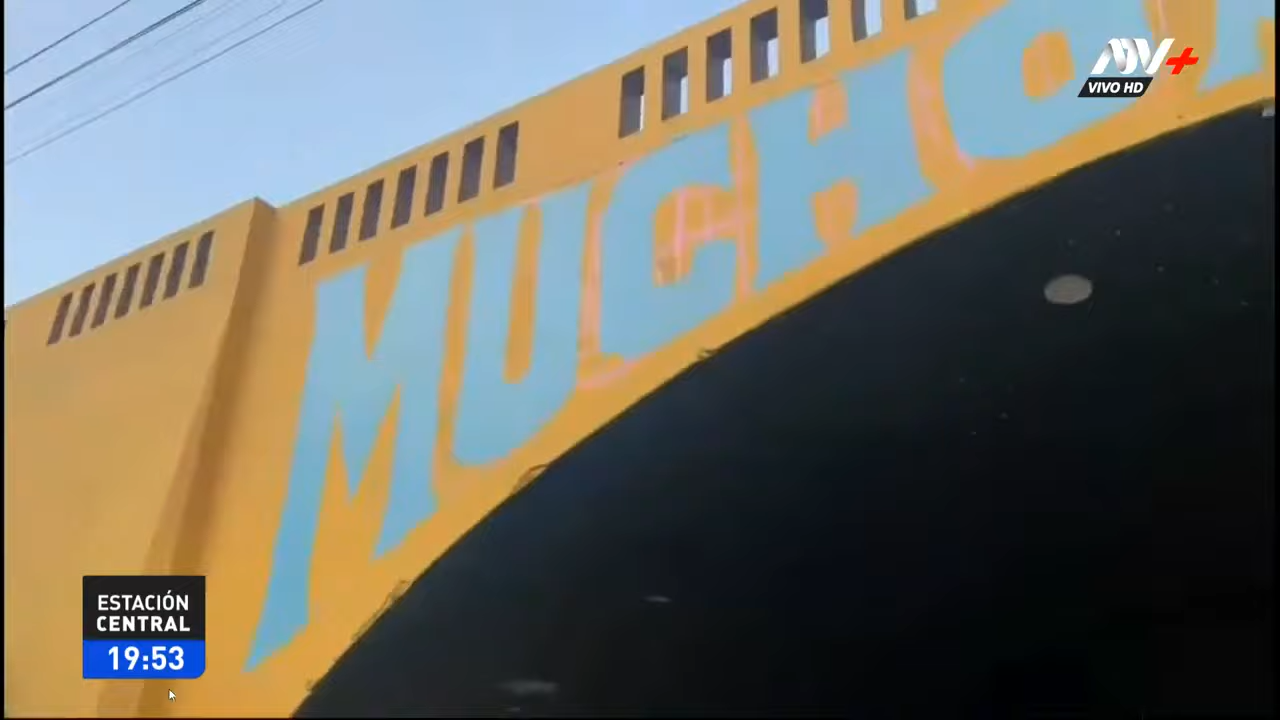 MUCHO
ATV+
VIVO HD
ESTACIÓN
CENTRAL
19:53